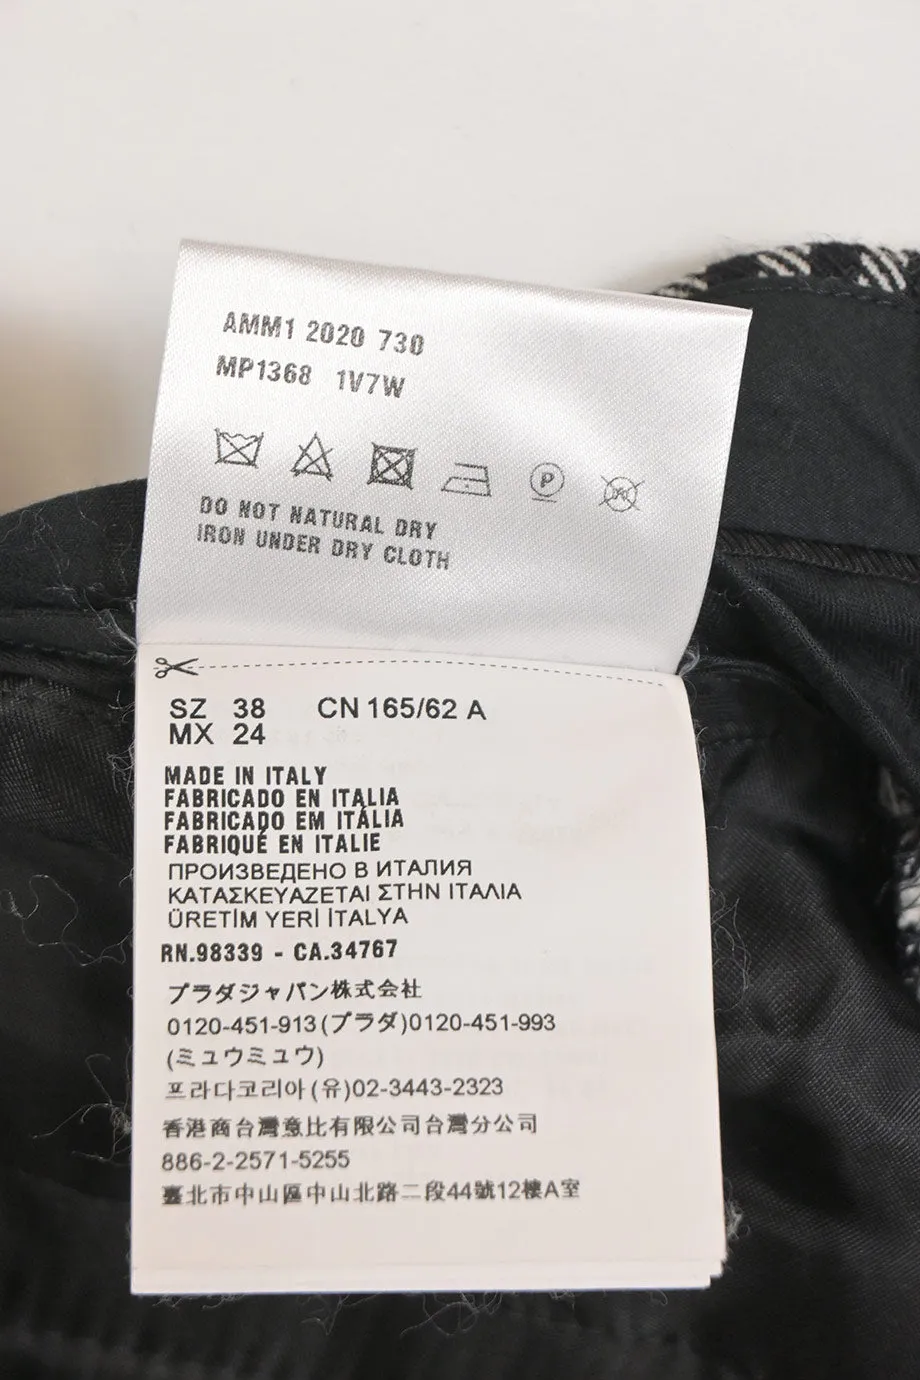 AMM1 2020 730
MP1368 1V7W
P
DO NOT NATURAL DRY
IRON UNDER DRY CLOTH
SZ 38 CN 165/62 A
MX 24
MADE IN ITALY
FABRICADO EN ITALIA
FABRICADO EM ITÁLIA
FABRIQUÉ EN ITALIE
ПРОИЗВЕДЕНО В ИТАЛИЯ
ΚΑΤΑΣΚΕΥΑΖΕΤΑΙ ΣΤΗΝ ΙΤΑΛΙΑ
ÜRETİM YERİ İTALYA
RN.98339 - CA.34767
プラダジャパン株式会社
0120-451-913(プラダ)0120-451-993
(ミュウミュウ)
프라다코리아(유)02-3443-2323
香港商台灣意比有限公司台灣分公司
886-2-2571-5255
臺北市中山區中山北路二段44號12樓A室